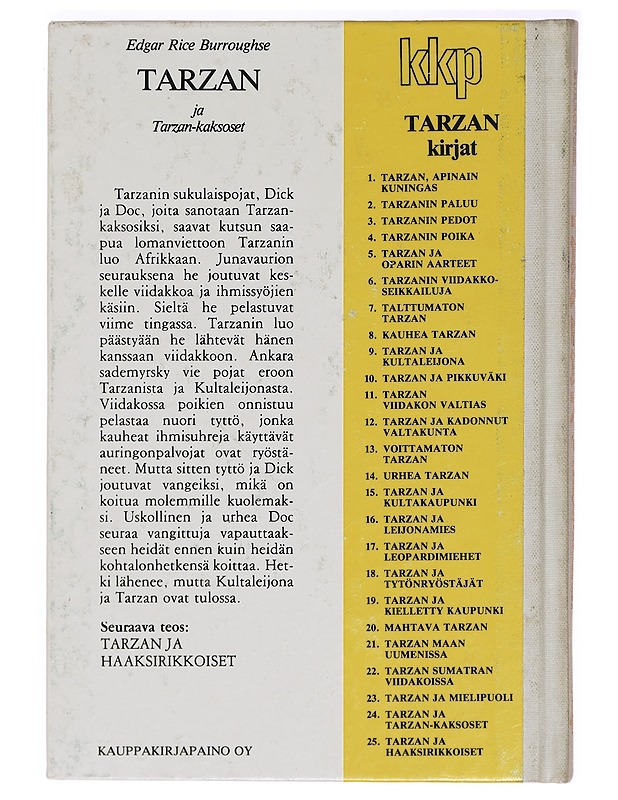 Edgar Rice Burroughse
TARZAN
ja
Tarzan-kaksoset
Tarzanin sukulaispojat, Dick
ja Doc, joita sanotaan Tarzan-
kaksosiksi, saavat kutsun saa-
pua lomanviettoon Tarzanin
luo Afrikkaan. Junavaurion
seurauksena he joutuvat kes-
kelle viidakkoa ja ihmissyöjien
käsiin. Sieltä he pelastuvat
viime tingassa. Tarzanin luo
päästyään he lähtevät hänen
kanssaan viidakkoon. Ankara
sademyrsky vie pojat eroon
Tarzanista ja Kultaleijonasta.
Viidakossa poikien onnistuu
pelastaa nuori tyttö, jonka
kauheat ihmisuhreja käyttävät
auringonpalvojat ovat ryöstä-
neet. Mutta sitten tyttö ja Dick
joutuvat vangeiksi, mikä on
koitua molemmille kuolemak-
si. Uskollinen ja urhea Doc
seuraa vangittuja vapauttaak-
seen heidät ennen kuin heidän
kohtalonhetkensä koittaa. Het-
ki lähenee, mutta Kultaleijona
ja Tarzan ovat tulossa.
Seuraava teos:
TARZAN JA
HAAKSIRIKKOISET
KAUPPAKIRJAPAINO OY
kkp
TARZAN
kirjat
1. TARZAN, APINAIN
KUNINGAS
2. TARZANIN PALUU
3. TARZANIN PEDOT
4. TARZANIN POIKA
5. TARZAN JA
OPARIN AARTEET
6. TARZANIN VIIDAKKO-
SEIKKAILUJA
7. TALTTUMATON
TARZAN
8. KAUHEA TARZAN
9. TARZAN JA
KULTALEIJONA
10. TARZAN JA PIKKUVÄKI
11. TARZAN
VIIDAKON VALTIAS
12. TARZAN JA KADONNUT
VALTAKUNTA
13. VOITTAMATON
TARZAN
14. URHEA TARZAN
15. TARZAN JA
KULTAKAUPUNKI
16. TARZAN JA
LEIJONAMIES
17. TARZAN JA
LEOPARDIMIEHET
18. TARZAN JA
TYTÖNRYÖSTÄJÄT
19. TARZAN JA
KIELLETTY KAUPUNKI
20. MAHTAVA TARZAN
21. TARZAN MAAN
UUMENISSA
22. TARZAN SUMATRAN
VIIDAKOISSA
23. TARZAN JA MIELIPUOLI
24. TARZAN JA
TARZAN-KAKSOSET
25. TARZAN JA
HAAKSIRIKKOISET